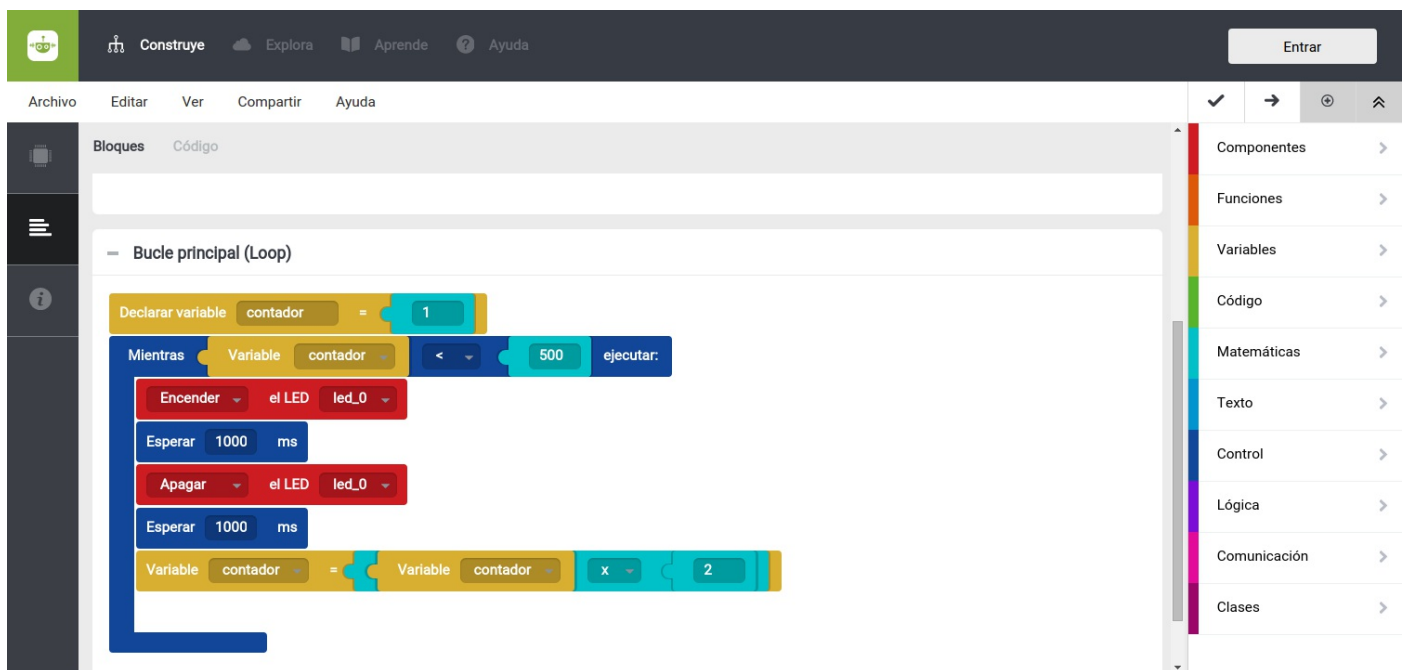 Construye Explora Aprende Ayuda Entrar
Archivo Editar Ver Compartir Ayuda
Bloques Código
Bucle principal (Loop)
Declarar variable contador = 1
Mientras Variable contador < 500 ejecutar:
Encender el LED led_0
Esperar 1000 ms
Apagar el LED led_0
Esperar 1000 ms
Variable contador = Variable contador x 2
Componentes
Funciones
Variables
Código
Matemáticas
Texto
Control
Lógica
Comunicación
Clases